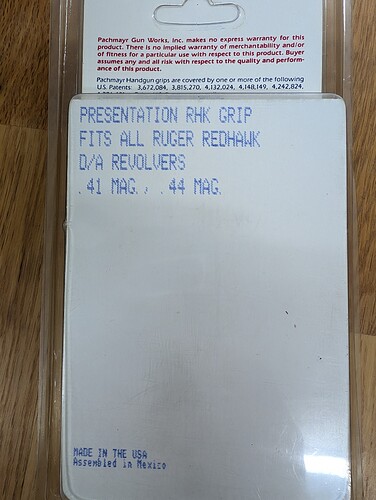 Pachmayr Gun Works, Inc. makes no express warranty for this
product. There is no implied warranty of merchantability and/or
of fitness for a particular use with respect to this product. Buyer
assumes any and all risk with respect to the quality and perform-
ance of this product.
Pachmayr Handgun grips are covered by one or more of the following
U.S. Patents: 3,672,084, 3,815,270, 4,132,024, 4,148,149, 4,242,824,
PRESENTATION RHK GRIP
FITS ALL RUGER REDHAWK
D/A REVOLVERS
.41 MAG., .44 MAG.
MADE IN THE USA
Assembled in Mexico